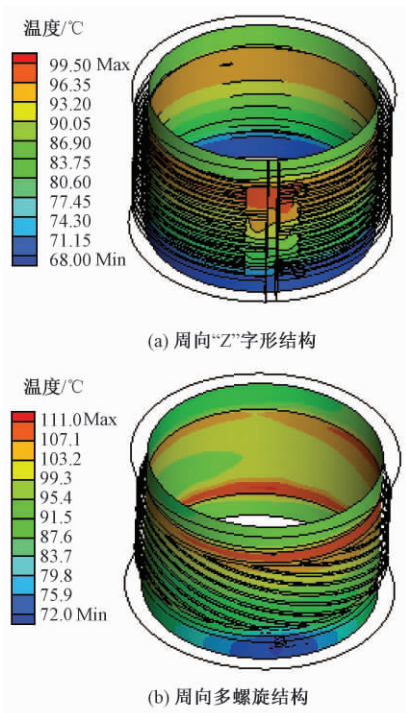 温度/℃
99.50 Max
96.35
93.20
90.05
86.90
83.75
80.60
77.45
74.30
71.15
68.00 Min
(a) 周向“Z”字形结构
温度/℃
111.0 Max
107.1
103.2
99.3
95.4
91.5
87.6
83.7
79.8
75.9
72.0 Min
(b) 周向多螺旋结构